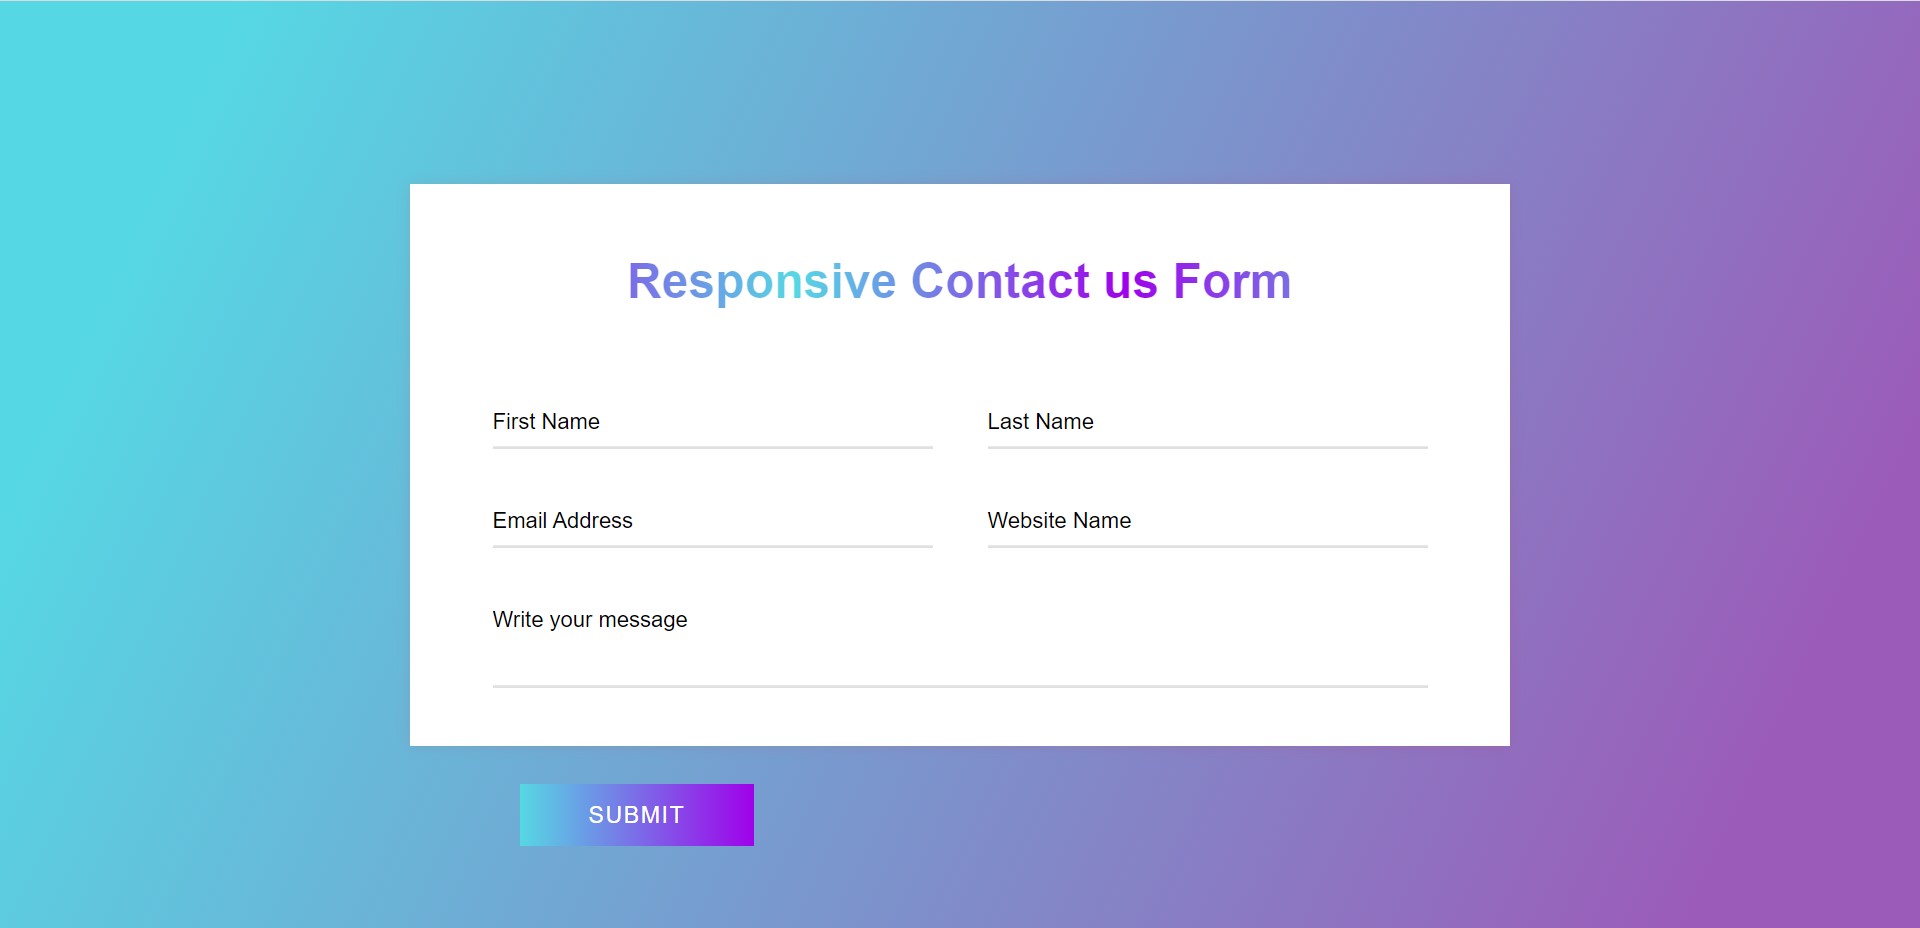 Responsive Contact us Form
First Name
Last Name
Email Address
Website Name
Write your message
SUBMIT